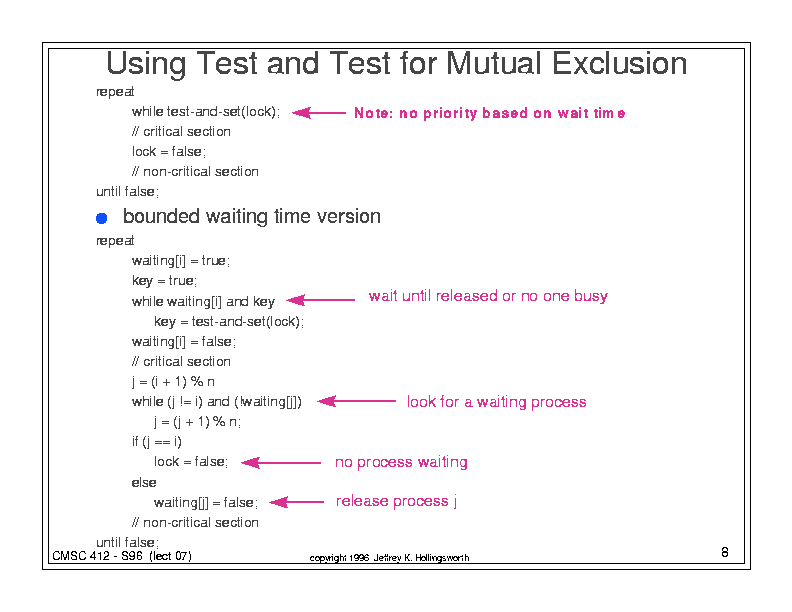 Using Test and Test for Mutual Exclusion
repeat
while test-and-set(lock); Note: no priority based on wait time
// critical section
lock = false;
// non-critical section
until false;
bounded waiting time version
repeat
waiting[i] = true;
key = true;
while waiting[i] and key wait until released or no one busy
key = test-and-set(lock);
waiting[i] = false;
// critical section
j = (i + 1) % n
while (j != i) and (!waiting[j]) look for a waiting process
j = (j + 1) % n;
if (j == i)
lock = false; no process waiting
else
waiting[j] = false; release process j
// non-critical section
until false;
CMSC 412 - S96 (lect 07) copyright 1996 Jeffrey K. Hollingsworth 8